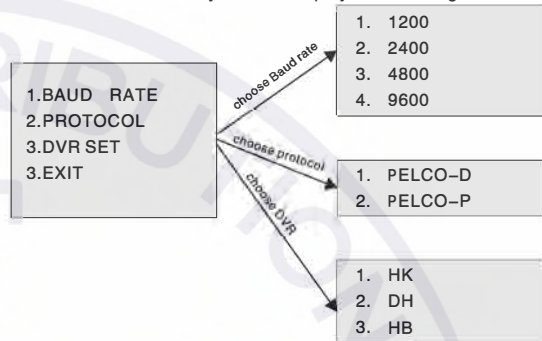 1. 1200
2. 2400
3. 4800
4. 9600
choose Baud rate
1.BAUD RATE
2.PROTOCOL
3.DVR SET
3.EXIT
choose protocol
1. PELCO–D
2. PELCO–P
choose DVR
1. HK
2. DH
3. HB